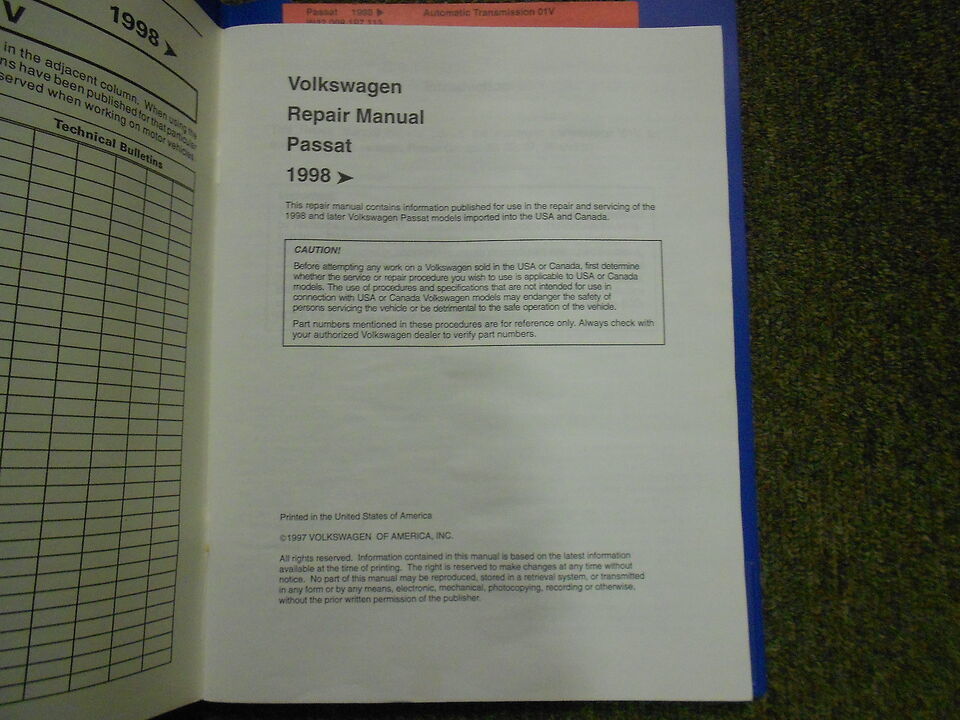 V
1998 ➤
in the adjacent column. When using the
ns have been published for that particular
served when working on motor vehicles.
Technical Bulletins
Passat 1998 ▶ Automatic Transmission 01V
Volkswagen
Repair Manual
Passat
1998 ➤
This repair manual contains information published for use in the repair and servicing of the
1998 and later Volkswagen Passat models imported into the USA and Canada.
CAUTION!
Before attempting any work on a Volkswagen sold in the USA or Canada, first determine
whether the service or repair procedure you wish to use is applicable to USA or Canada
models. The use of procedures and specifications that are not intended for use in
connection with USA or Canada Volkswagen models may endanger the safety of
persons servicing the vehicle or be detrimental to the safe operation of the vehicle.
Part numbers mentioned in these procedures are for reference only. Always check with
your authorized Volkswagen dealer to verify part numbers.
Printed in the United States of America
©1997 VOLKSWAGEN OF AMERICA, INC.
All rights reserved. Information contained in this manual is based on the latest information
available at the time of printing. The right is reserved to make changes at any time without
notice. No part of this manual may be reproduced, stored in a retrieval system, or transmitted
in any form or by any means, electronic, mechanical, photocopying, recording or otherwise,
without the prior written permission of the publisher.